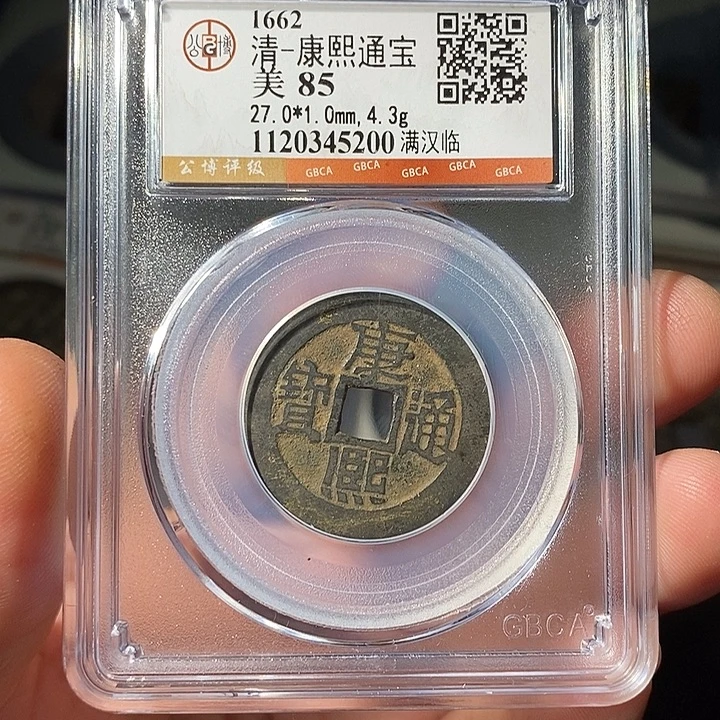 1662
清-康熙通宝
美 85
27.0*1.0mm, 4.3g
1120345200 满汉临
公博评级 GBCA GBCA GBCA GBCA GBCA
康熙通寶
GBCA